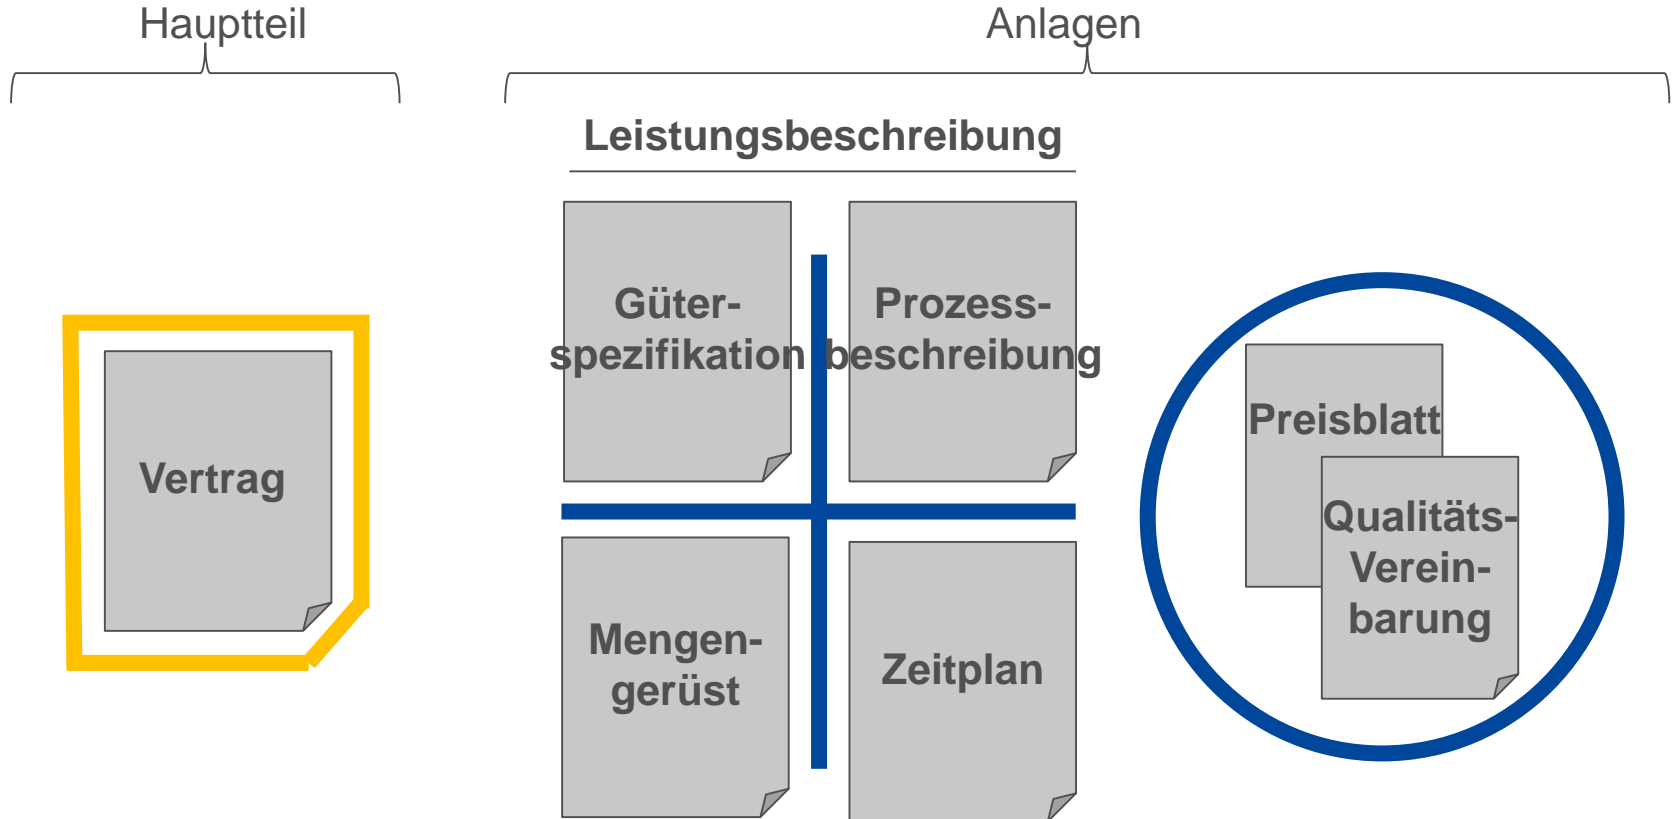 Hauptteil
Anlagen
Leistungsbeschreibung
Güter-
spezifikation
Prozess-
beschreibung
Vertrag
Mengen-
gerüst
Zeitplan
Preisblatt
Qualitäts-
Verein-
barung